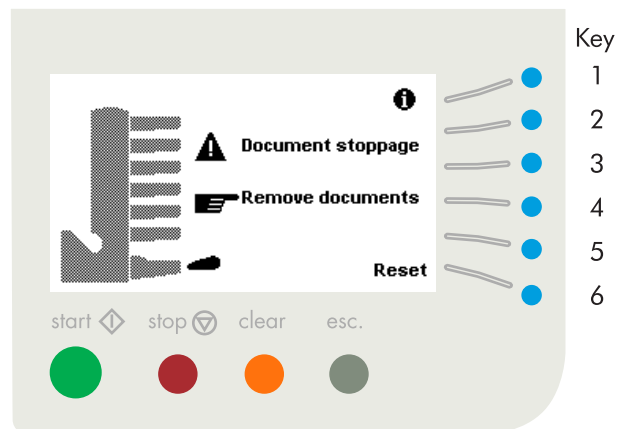 Key
1
Document stoppage
2
3
Remove documents
4
5
Reset
6
start stop clear esc.